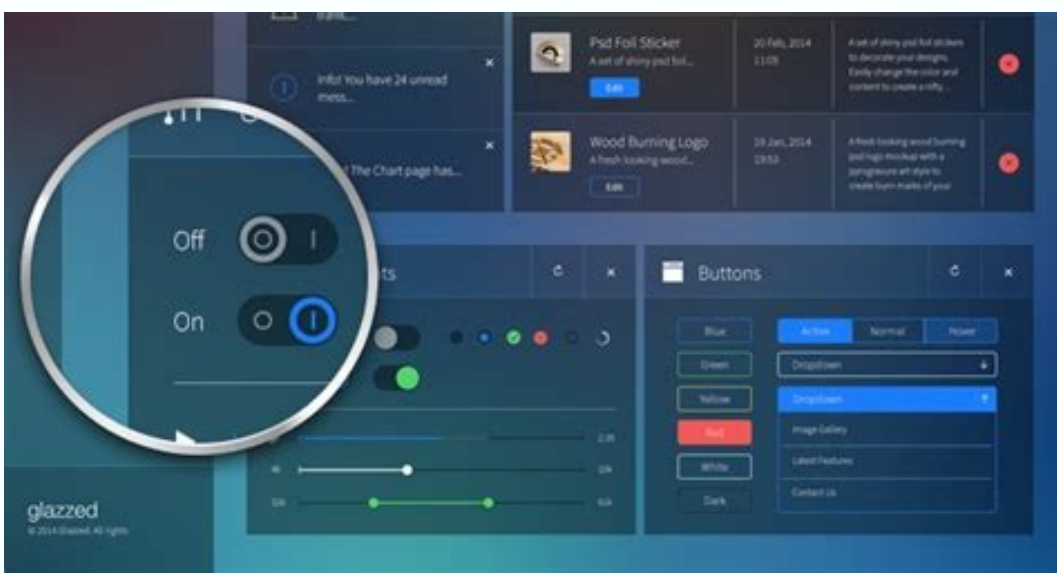 Info! You have 24 unread
mess...
The Chart page has...
Psd Foil Sticker
A set of shiny psd foil...
Edit
20 Feb, 2014
11:05
A set of shiny psd foil stickers
to decorate your designs.
Easily change the color and
content to create a nifty...
Wood Burning Logo
A fresh looking wood...
Edit
19 Jan, 2014
19:53
A fresh looking wood burning
psd logo mockup with a
pyrogravure art style to
create burn marks of your
Off
On
ts
Buttons
Blue
Green
Yellow
Red
White
Dark
Active
Normal
Hover
Dropdown
Dropdown
Image Gallery
Latest Features
Contact Us
glazzed
© 2014 Glazzed. All rights